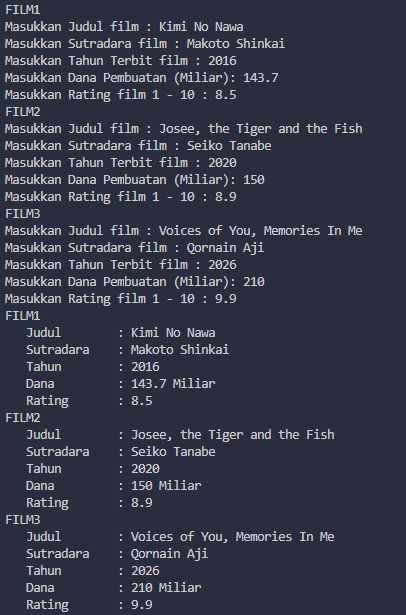 FILM1
Masukkan Judul film : Kimi No Nawa
Masukkan Sutradara film : Makoto Shinkai
Masukkan Tahun Terbit film : 2016
Masukkan Dana Pembuatan (Miliar): 143.7
Masukkan Rating film 1 - 10 : 8.5
FILM2
Masukkan Judul film : Josee, the Tiger and the Fish
Masukkan Sutradara film : Seiko Tanabe
Masukkan Tahun Terbit film : 2020
Masukkan Dana Pembuatan (Miliar): 150
Masukkan Rating film 1 - 10 : 8.9
FILM3
Masukkan Judul film : Voices of You, Memories In Me
Masukkan Sutradara film : Qornain Aji
Masukkan Tahun Terbit film : 2026
Masukkan Dana Pembuatan (Miliar): 210
Masukkan Rating film 1 - 10 : 9.9
FILM1
   Judul        : Kimi No Nawa
   Sutradara    : Makoto Shinkai
   Tahun        : 2016
   Dana         : 143.7 Miliar
   Rating       : 8.5
FILM2
   Judul        : Josee, the Tiger and the Fish
   Sutradara    : Seiko Tanabe
   Tahun        : 2020
   Dana         : 150 Miliar
   Rating       : 8.9
FILM3
   Judul        : Voices of You, Memories In Me
   Sutradara    : Qornain Aji
   Tahun        : 2026
   Dana         : 210 Miliar
   Rating       : 9.9